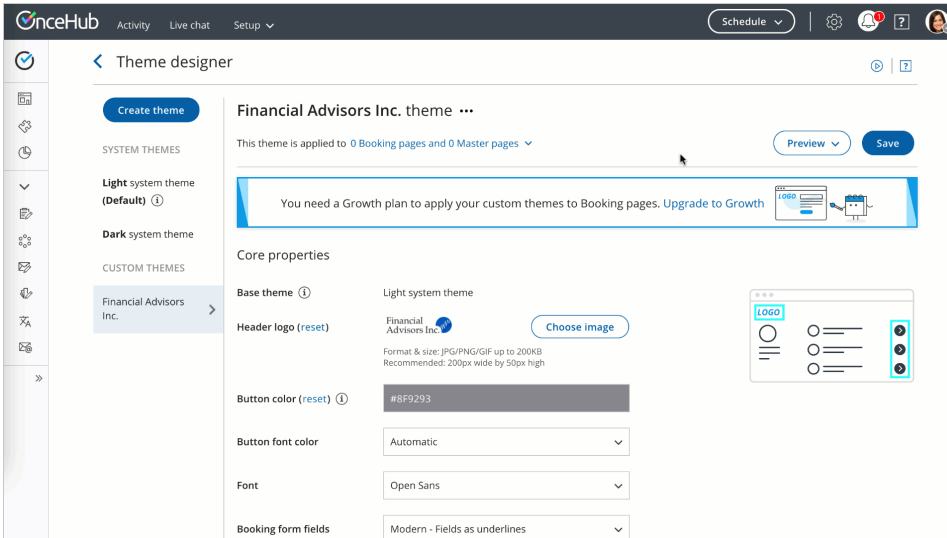 OnceHub Activity Live chat Setup Schedule 1 ?
Theme designer ?
Create theme
SYSTEM THEMES
Light system theme
(Default) i
Dark system theme
CUSTOM THEMES
Financial Advisors
Inc.
Financial Advisors Inc. theme •••
This theme is applied to 0 Booking pages and 0 Master pages
Preview
Save
You need a Growth plan to apply your custom themes to Booking pages. Upgrade to Growth
LOGO
Core properties
Base theme i Light system theme
Header logo (reset)
Financial
Advisors Inc.
Choose image
Format & size: JPG/PNG/GIF up to 200KB
Recommended: 200px wide by 50px high
LOGO
Button color (reset) i #8F9293
Button font color Automatic
Font Open Sans
Booking form fields Modern - Fields as underlines